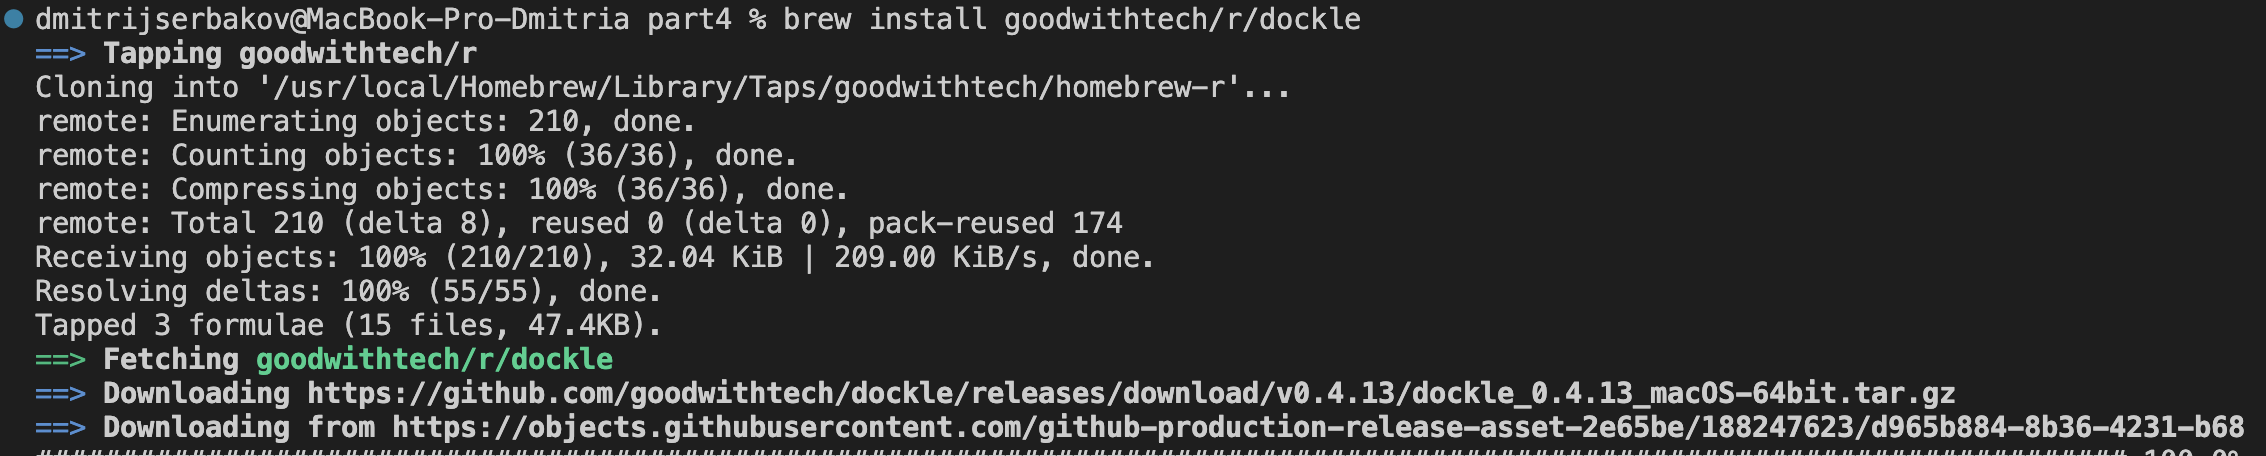 dmitrijserbakov@MacBook-Pro-Dmitria part4 % brew install goodwithtech/r/dockle
==> Tapping goodwithtech/r
Cloning into '/usr/local/Homebrew/Library/Taps/goodwithtech/homebrew-r'...
remote: Enumerating objects: 210, done.
remote: Counting objects: 100% (36/36), done.
remote: Compressing objects: 100% (36/36), done.
remote: Total 210 (delta 8), reused 0 (delta 0), pack-reused 174
Receiving objects: 100% (210/210), 32.04 KiB | 209.00 KiB/s, done.
Resolving deltas: 100% (55/55), done.
Tapped 3 formulae (15 files, 47.4KB).
==> Fetching goodwithtech/r/dockle
==> Downloading https://github.com/goodwithtech/dockle/releases/download/v0.4.13/dockle_0.4.13_macOS-64bit.tar.gz
==> Downloading from https://objects.githubusercontent.com/github-production-release-asset-2e65be/188247623/d965b884-8b36-4231-b68